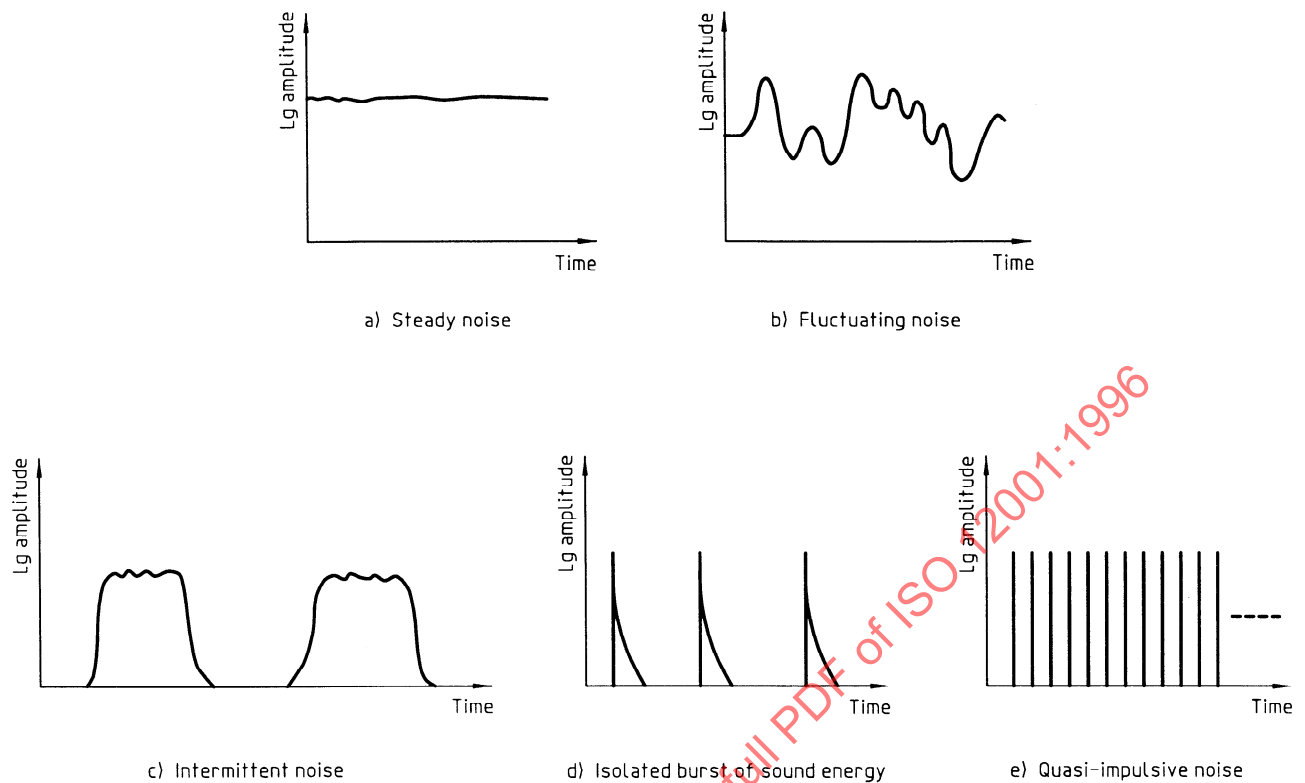 Lg amplitude
Time
a) Steady noise
Lg amplitude
Time
b) Fluctuating noise
Lg amplitude
Time
c) Intermittent noise
Lg amplitude
Time
d) Isolated burst of sound energy
Lg amplitude
Time
e) Quasi-impulsive noise
full PDF of ISO 12001:1996